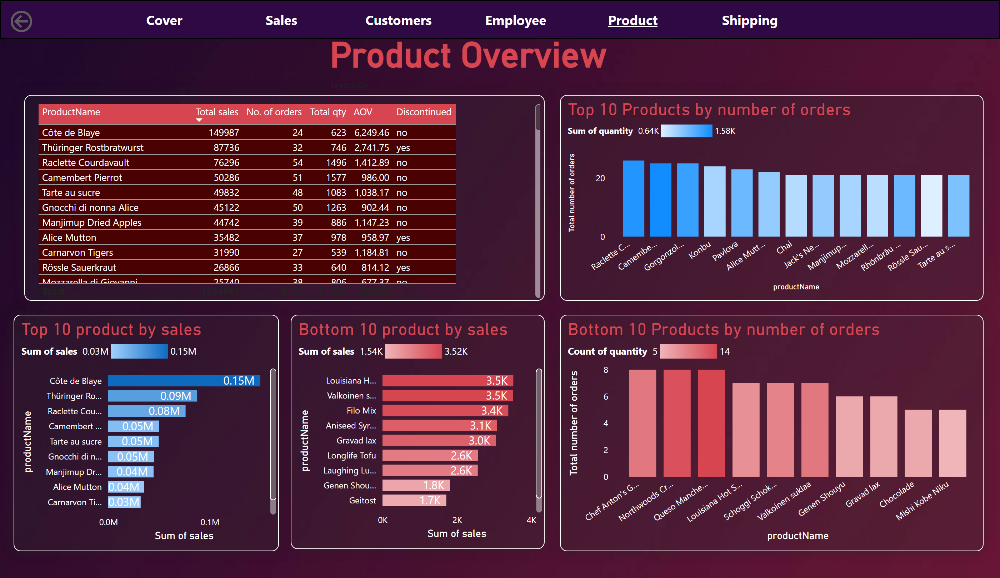 Cover Sales Customers Employee Product Shipping
Product Overview
sevsdvdv
ProductName Total sales No. of orders Total qty AOV Discontinued
Côte de Blaye 149987 24 623 6,249.46 no
Thüringer Rostbratwurst 87736 32 746 2,741.75 yes
Raclette Courdavault 76296 54 1496 1,412.89 no
Camembert Pierrot 50286 51 1577 986.00 no
Tarte au sucre 49832 48 1083 1,038.17 no
Gnocchi di nonna Alice 45122 50 1263 902.44 no
Manjimup Dried Apples 44742 39 886 1,147.23 no
Alice Mutton 35482 37 978 958.97 yes
Carnarvon Tigers 31990 27 539 1,184.81 no
Rössle Sauerkraut 26866 33 640 814.12 yes
Mozzarella di Giovanni 25740 38 806 677.37 no
Total 1354541 2155 51317
Top 10 Products by number of orders
Sum of quantity 0.64K 1.58K
Total number of orders
20
0
Raclette C...
Camembe...
Gorgonzol...
Konbu
Pavlova
Alice Mutt...
Chai
Jack's Ne...
Manjimup...
Mozzarell...
Rhönbräu ...
Rössle Sau...
Tarte au s...
productName
Top 10 product by sales
Sum of sales 0.03M 0.15M
productName
Côte de Blaye 0.15M
Thüringer Ro... 0.09M
Raclette Cou... 0.08M
Camembert ... 0.05M
Tarte au sucre 0.05M
Gnocchi di n... 0.05M
Manjimup Dr... 0.04M
Alice Mutton 0.04M
Carnarvon Ti... 0.03M
0.0M 0.1M
Sum of sales
Bottom 10 product by sales
Sum of sales 1.54K 3.52K
productName
Louisiana H... 3.5K
Valkoinen s... 3.5K
Filo Mix 3.4K
Aniseed Syr... 3.1K
Gravad lax 3.0K
Longlife Tofu 2.6K
Laughing Lu... 2.6K
Genen Shou... 1.8K
Geitost 1.7K
0K 2K 4K
Sum of sales
Bottom 10 Products by number of orders
Count of quantity 5 14
Total number of orders
8
6
4
2
0
Chef Anton's G...
Northwoods Cr...
Queso Manche...
Louisiana Hot S...
Schoggi Schok...
Valkoinen suklaa
Genen Shouyu
Gravad lax
Chocolade
Mishi Kobe Niku
productName